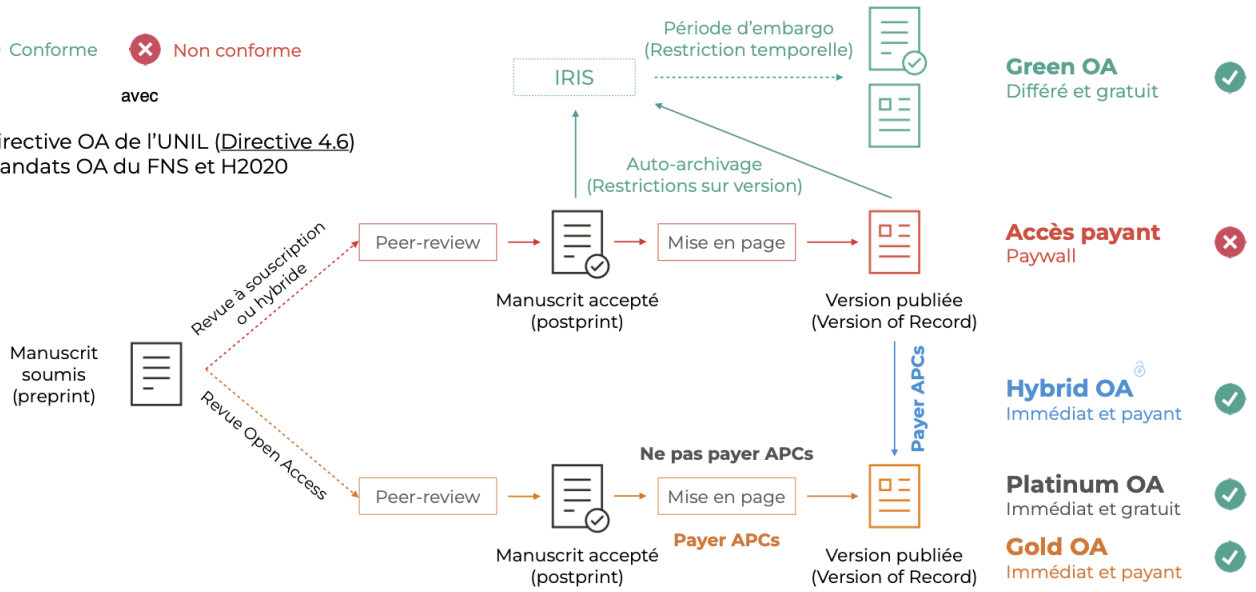 Conforme
Non conforme
avec
irective OA de l'UNIL (Directive 4.6)
andats OA du FNS et H2020
Période d'embargo
(Restriction temporelle)
IRIS
Green OA
Différé et gratuit
Auto-archivage
(Restrictions sur version)
Revue à souscription
ou hybride
Peer-review
Mise en page
Accès payant
Paywall
Manuscrit accepté
(postprint)
Version publiée
(Version of Record)
Manuscrit
soumis
(preprint)
Payer APCs
Hybrid OA
Immédiat et payant
Revue Open Access
Ne pas payer APCs
Peer-review
Mise en page
Platinum OA
Immédiat et gratuit
Payer APCs
Gold OA
Immédiat et payant
Manuscrit accepté
(postprint)
Version publiée
(Version of Record)